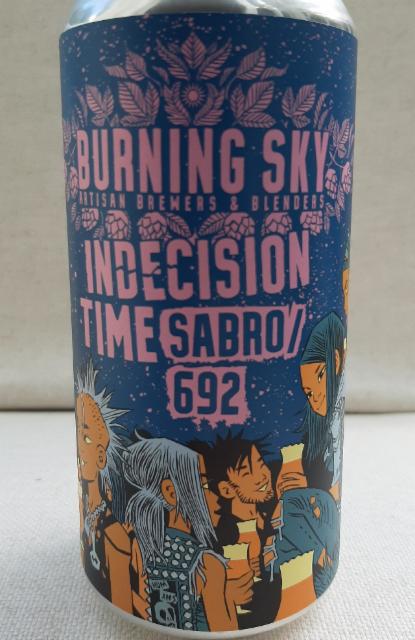 BURNING SKY
ARTISAN BREWERS & BLENDERS
INDECISION
TIME SABRO/
692